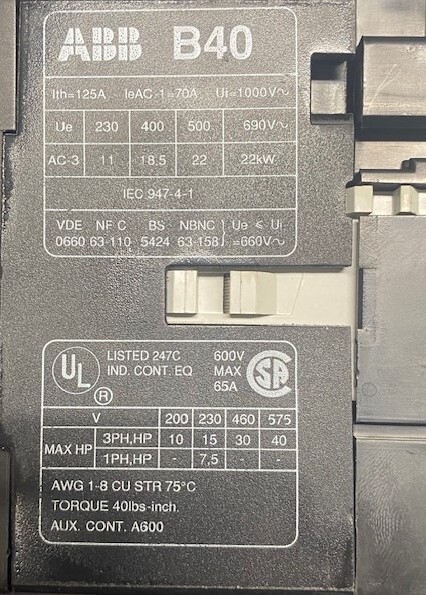 ABB B40
Ith=125A IeAC-1=70A Ui=1000V~
Ue 230 400 500 690V~
AC-3 11 18.5 22 22kW
IEC 947-4-1
VDE NF C BS NBNC } Ue ≤ Ui
0660 63-110 5424 63-158 } =660V~
UL LISTED 247C 600V CSA
IND. CONT. EQ MAX
® 65A
V 200 230 460 575
MAX HP 3PH,HP 10 15 30 40
1PH,HP - 7,5 - -
AWG 1-8 CU STR 75°C
TORQUE 40lbs-inch.
AUX. CONT. A600